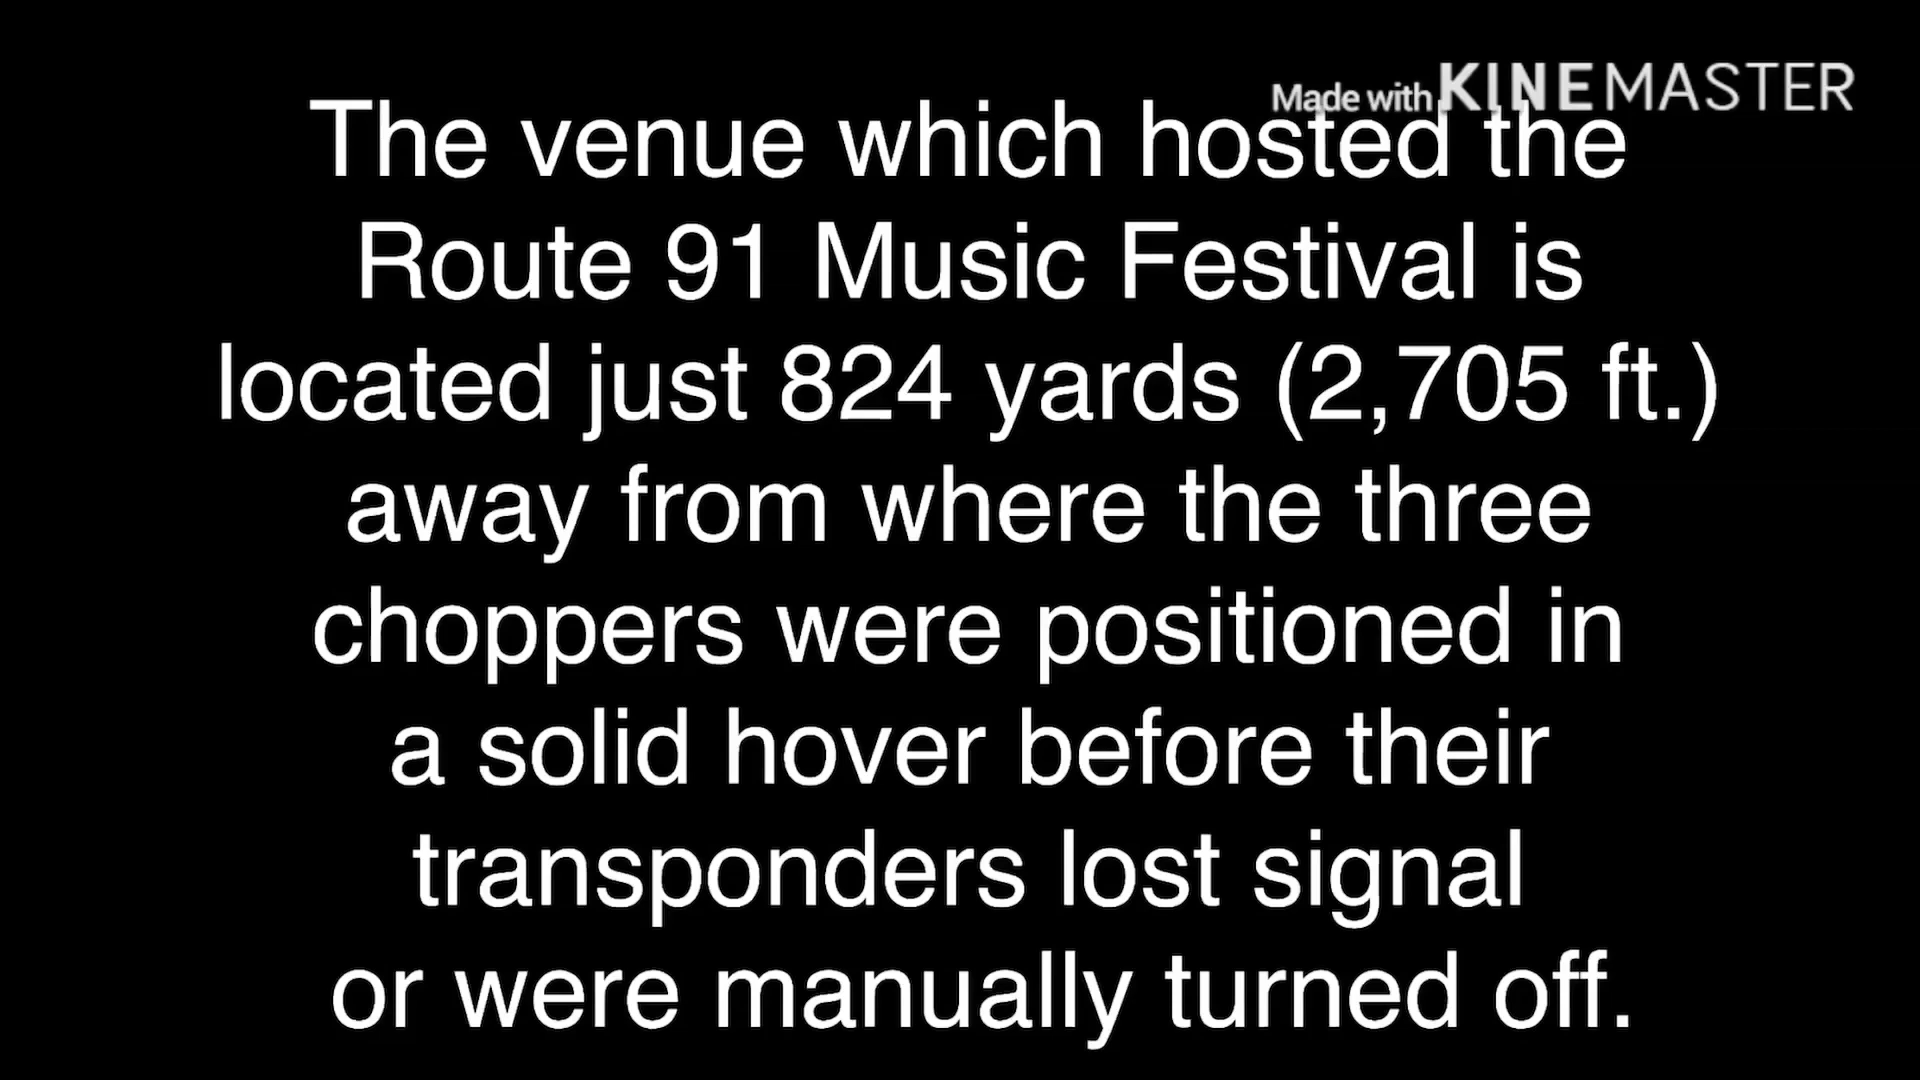 Made with KINEMASTER
The venue which hosted the
Route 91 Music Festival is
located just 824 yards (2,705 ft.)
away from where the three
choppers were positioned in
a solid hover before their
transponders lost signal
or were manually turned off.